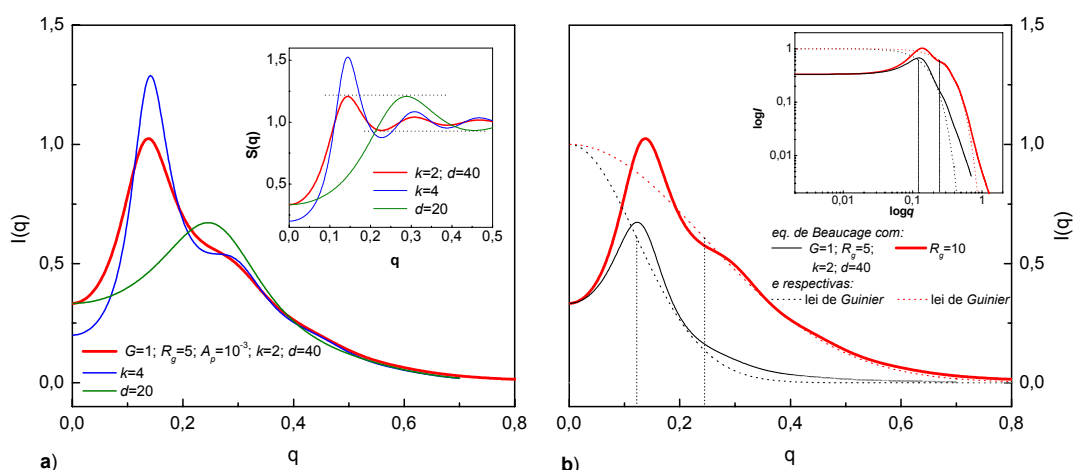 a)
1,5
1,0
0,5
0,0
I(q)
0,0
0,2
0,4
0,6
0,8
q
G=1; Rg=5; Ap=10⁻³; k=2; d=40
k=4
d=20
1,5
1,0
0,5
S(q)
0,0
0,1
0,2
0,3
0,4
0,5
q
k=2; d=40
k=4
d=20
a)
b)
1,5
1,0
0,5
0,0
I(q)
0,0
0,2
0,4
0,6
0,8
q
1
0,1
0,01
logI
0,01
0,1
1
logq
eq. de Beaucage com:
G=1; Rg=5;
Rg=10
k=2; d=40
e respectivas:
lei de Guinier
lei de Guinier
b)